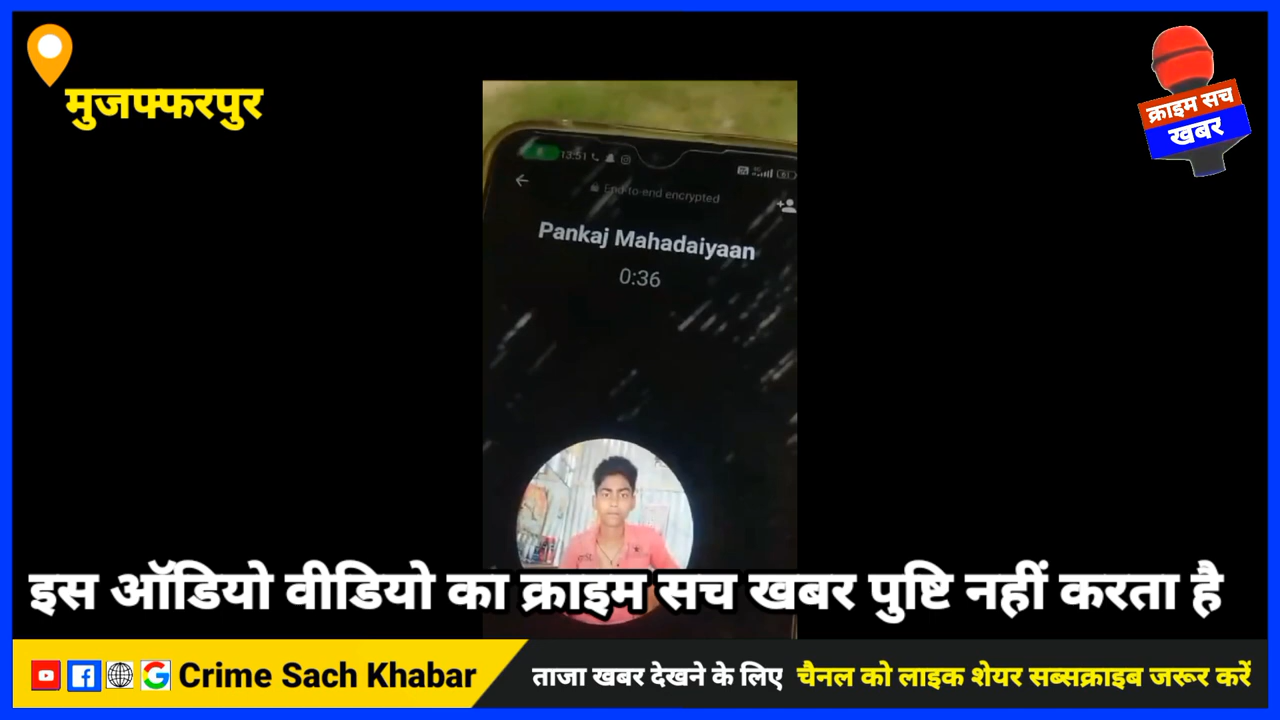 मुजफ्फरपुर
क्राइम सच
खबर
13:51
End-to-end encrypted
Pankaj Mahadaiyaan
0:36
इस ऑडियो वीडियो का क्राइम सच खबर पुष्टि नहीं करता है
Crime Sach Khabar
ताजा खबर देखने के लिए चैनल को लाइक शेयर सब्सक्राइब जरूर करें